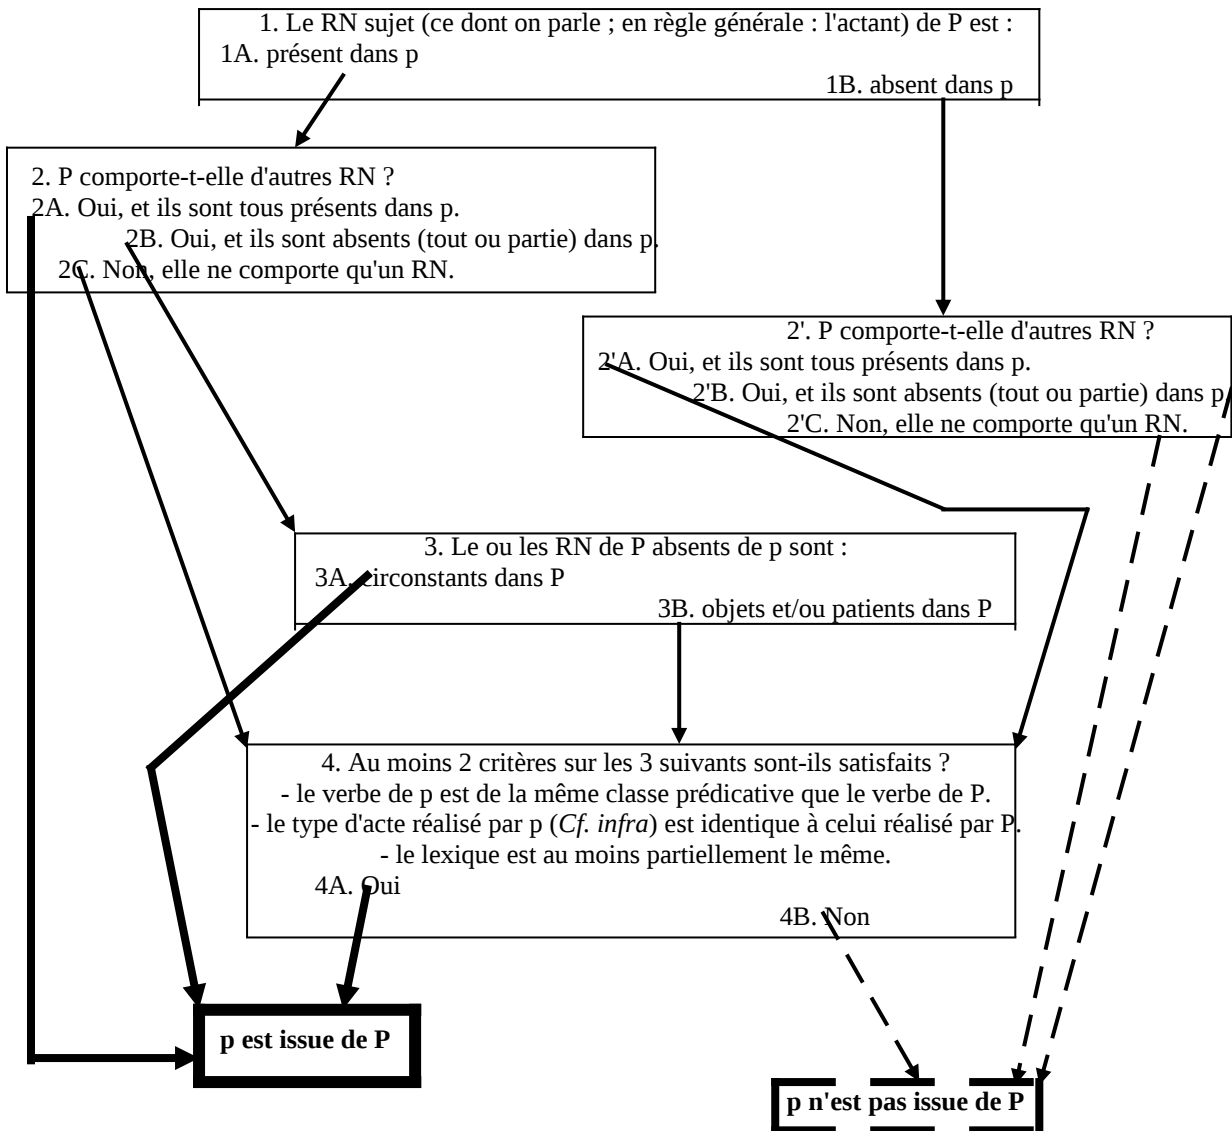 1. Le RN sujet (ce dont on parle ; en règle générale : l'actant) de P est :
1A. présent dans p
1B. absent dans p
2. P comporte-t-elle d'autres RN ?
2A. Oui, et ils sont tous présents dans p.
2B. Oui, et ils sont absents (tout ou partie) dans p.
2C. Non, elle ne comporte qu'un RN.
2'. P comporte-t-elle d'autres RN ?
2'A. Oui, et ils sont tous présents dans p.
2'B. Oui, et ils sont absents (tout ou partie) dans p.
2'C. Non, elle ne comporte qu'un RN.
3. Le ou les RN de P absents de p sont :
3A. circonstants dans P
3B. objets et/ou patients dans P
4. Au moins 2 critères sur les 3 suivants sont-ils satisfaits ?
- le verbe de p est de la même classe prédicative que le verbe de P.
- le type d'acte réalisé par p (Cf. infra) est identique à celui réalisé par P.
- le lexique est au moins partiellement le même.
4A. Oui
4B. Non
p est issue de P
p n'est pas issue de P